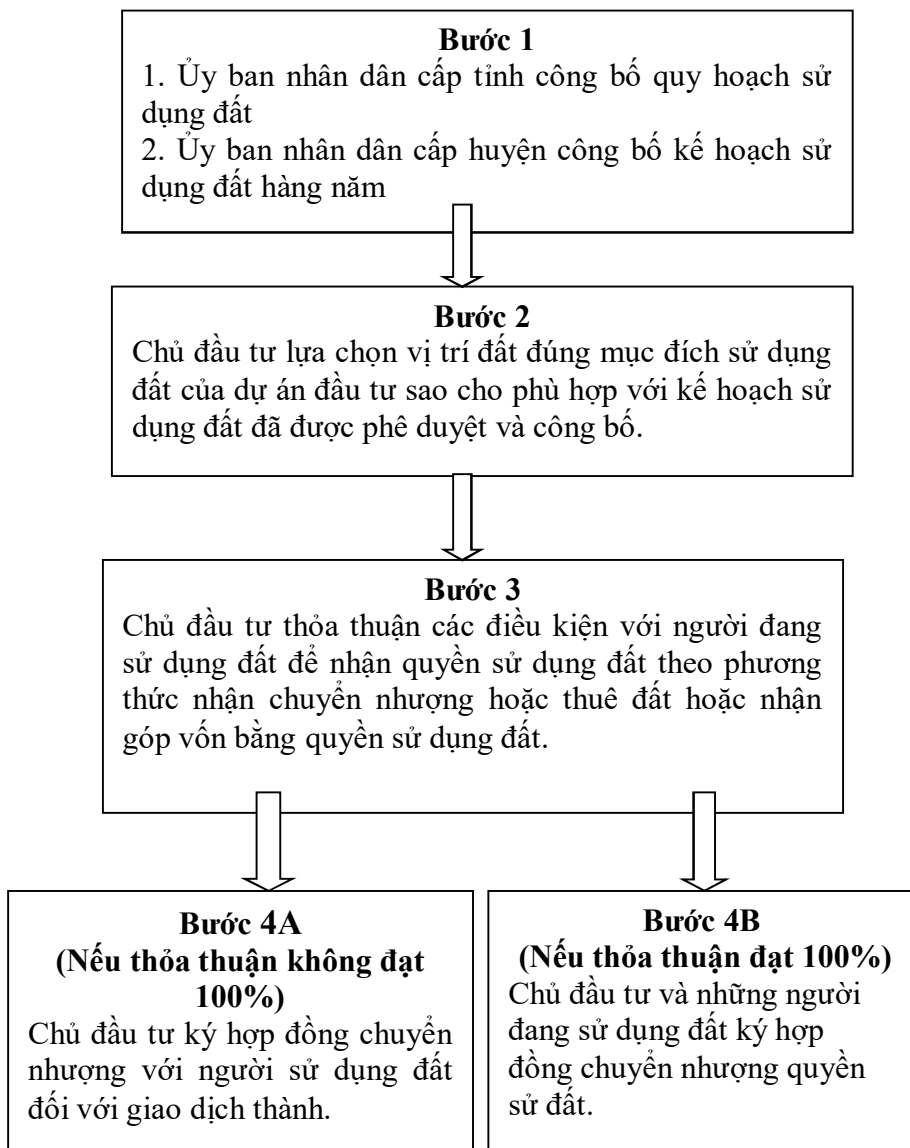 Bước 1
1. Ủy ban nhân dân cấp tỉnh công bố quy hoạch sử
dụng đất
2. Ủy ban nhân dân cấp huyện công bố kế hoạch sử
dụng đất hàng năm
Bước 2
Chủ đầu tư lựa chọn vị trí đất đúng mục đích sử dụng
đất của dự án đầu tư sao cho phù hợp với kế hoạch sử
dụng đất đã được phê duyệt và công bố.
Bước 3
Chủ đầu tư thỏa thuận các điều kiện với người đang
sử dụng đất để nhận quyền sử dụng đất theo phương
thức nhận chuyển nhượng hoặc thuê đất hoặc nhận
góp vốn bằng quyền sử dụng đất.
Bước 4A
(Nếu thỏa thuận không đạt
100%)
Chủ đầu tư ký hợp đồng chuyển
nhượng với người sử dụng đất
đối với giao dịch thành.
Bước 4B
(Nếu thỏa thuận đạt 100%)
Chủ đầu tư và những người
đang sử dụng đất ký hợp
đồng chuyển nhượng quyền
sử đất.